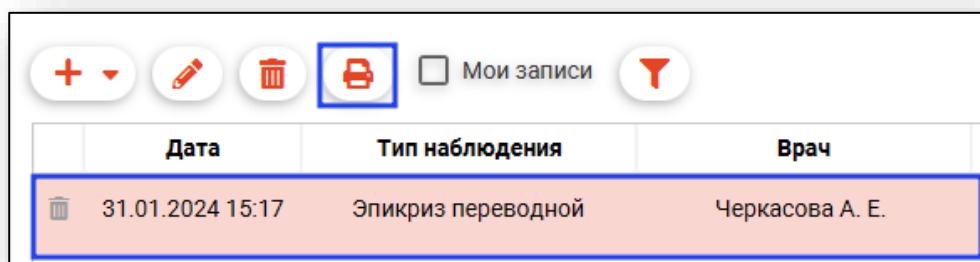 Мои записи
Дата Тип наблюдения Врач
31.01.2024 15:17 Эпикриз переводной Черкасова А. Е.